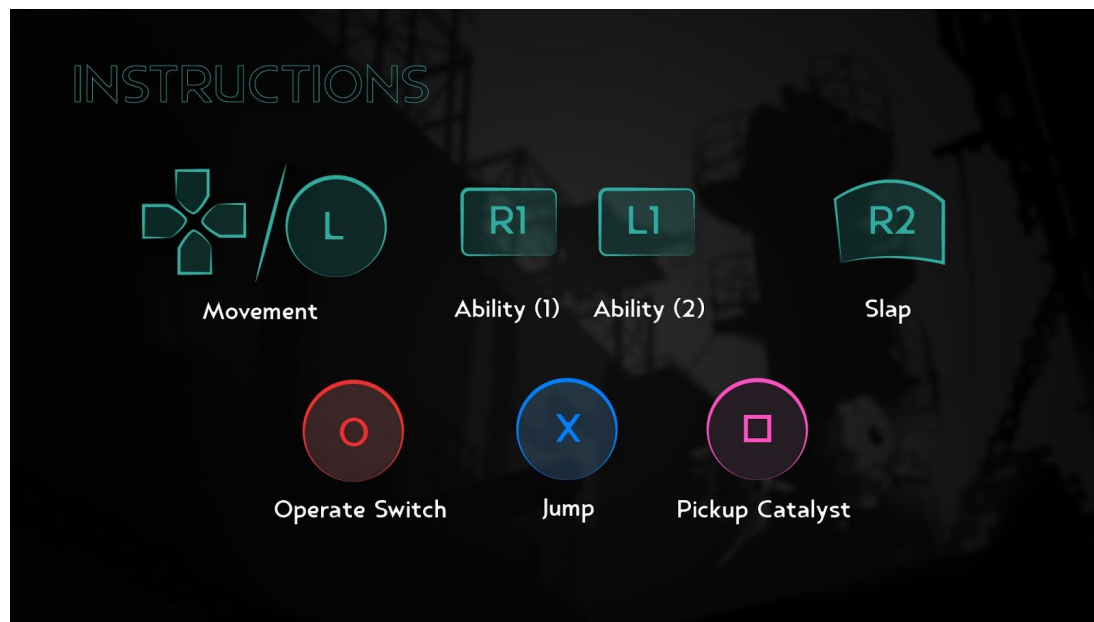 INSTRUCTIONS
L R1 L1 R2
Movement Ability (1) Ability (2) Slap
O X □
Operate Switch Jump Pickup Catalyst